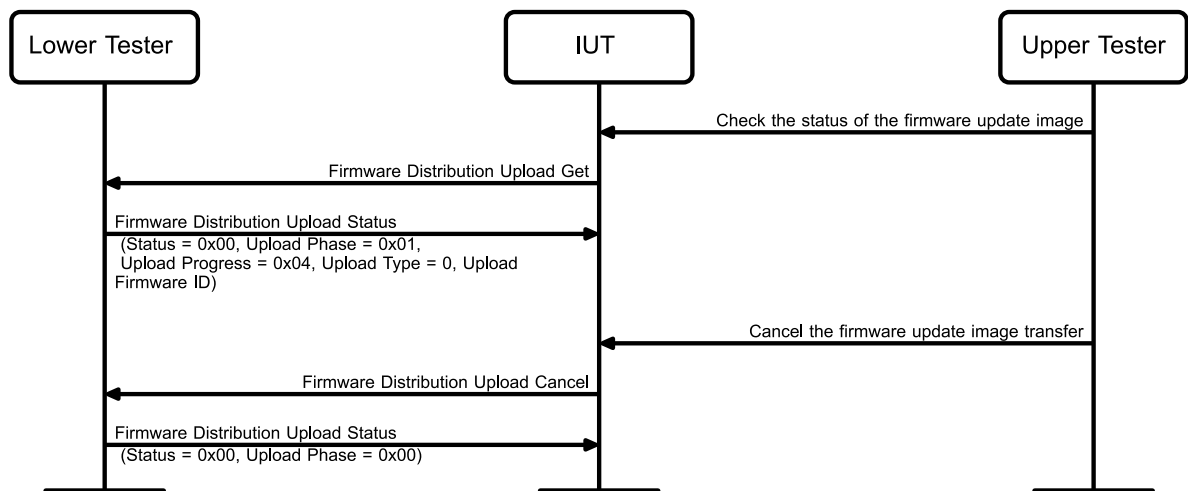 Lower Tester
IUT
Upper Tester
Check the status of the firmware update image
Firmware Distribution Upload Get
Firmware Distribution Upload Status
(Status = 0x00, Upload Phase = 0x01,
Upload Progress = 0x04, Upload Type = 0, Upload
Firmware ID)
Cancel the firmware update image transfer
Firmware Distribution Upload Cancel
Firmware Distribution Upload Status
(Status = 0x00, Upload Phase = 0x00)